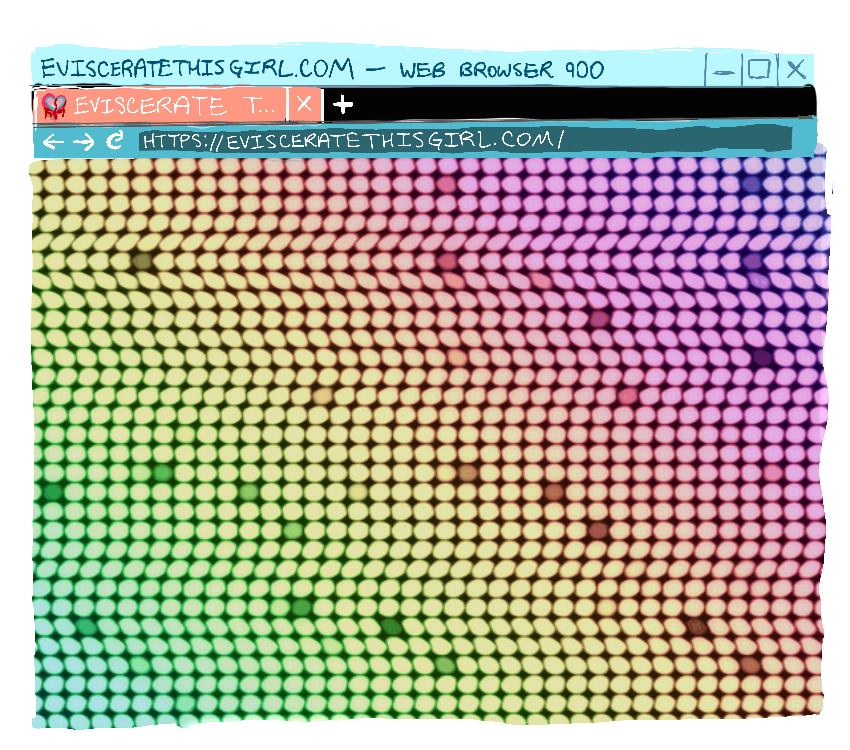 EVISCERATETHISGIRL.COM — WEB BROWSER 900
EVISCERATE T...
HTTPS://EVISCERATETHISGIRL.COM/